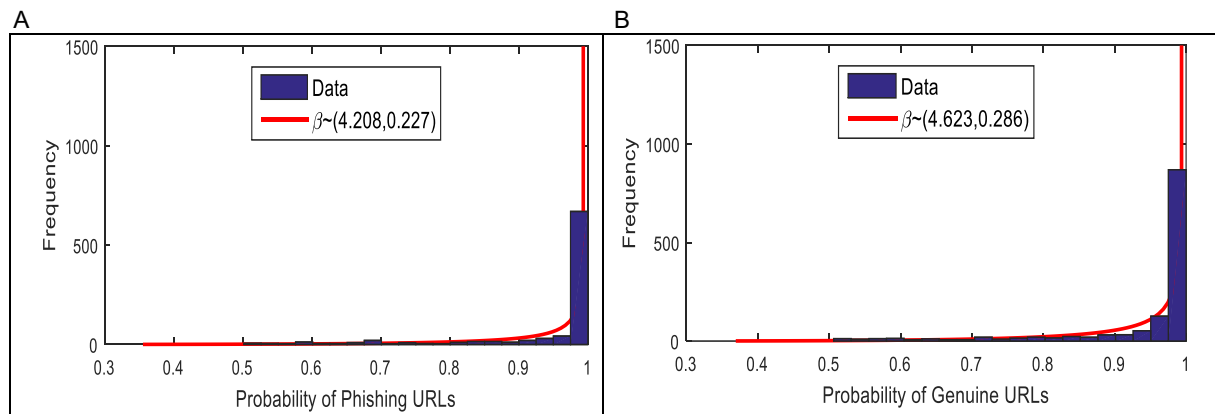 A
1500
1000
500
0
Frequency
Data
β~(4.208,0.227)
0.3 0.4 0.5 0.6 0.7 0.8 0.9 1
Probability of Phishing URLs
B
1500
1000
500
0
Frequency
Data
β~(4.623,0.286)
0.3 0.4 0.5 0.6 0.7 0.8 0.9 1
Probability of Genuine URLs